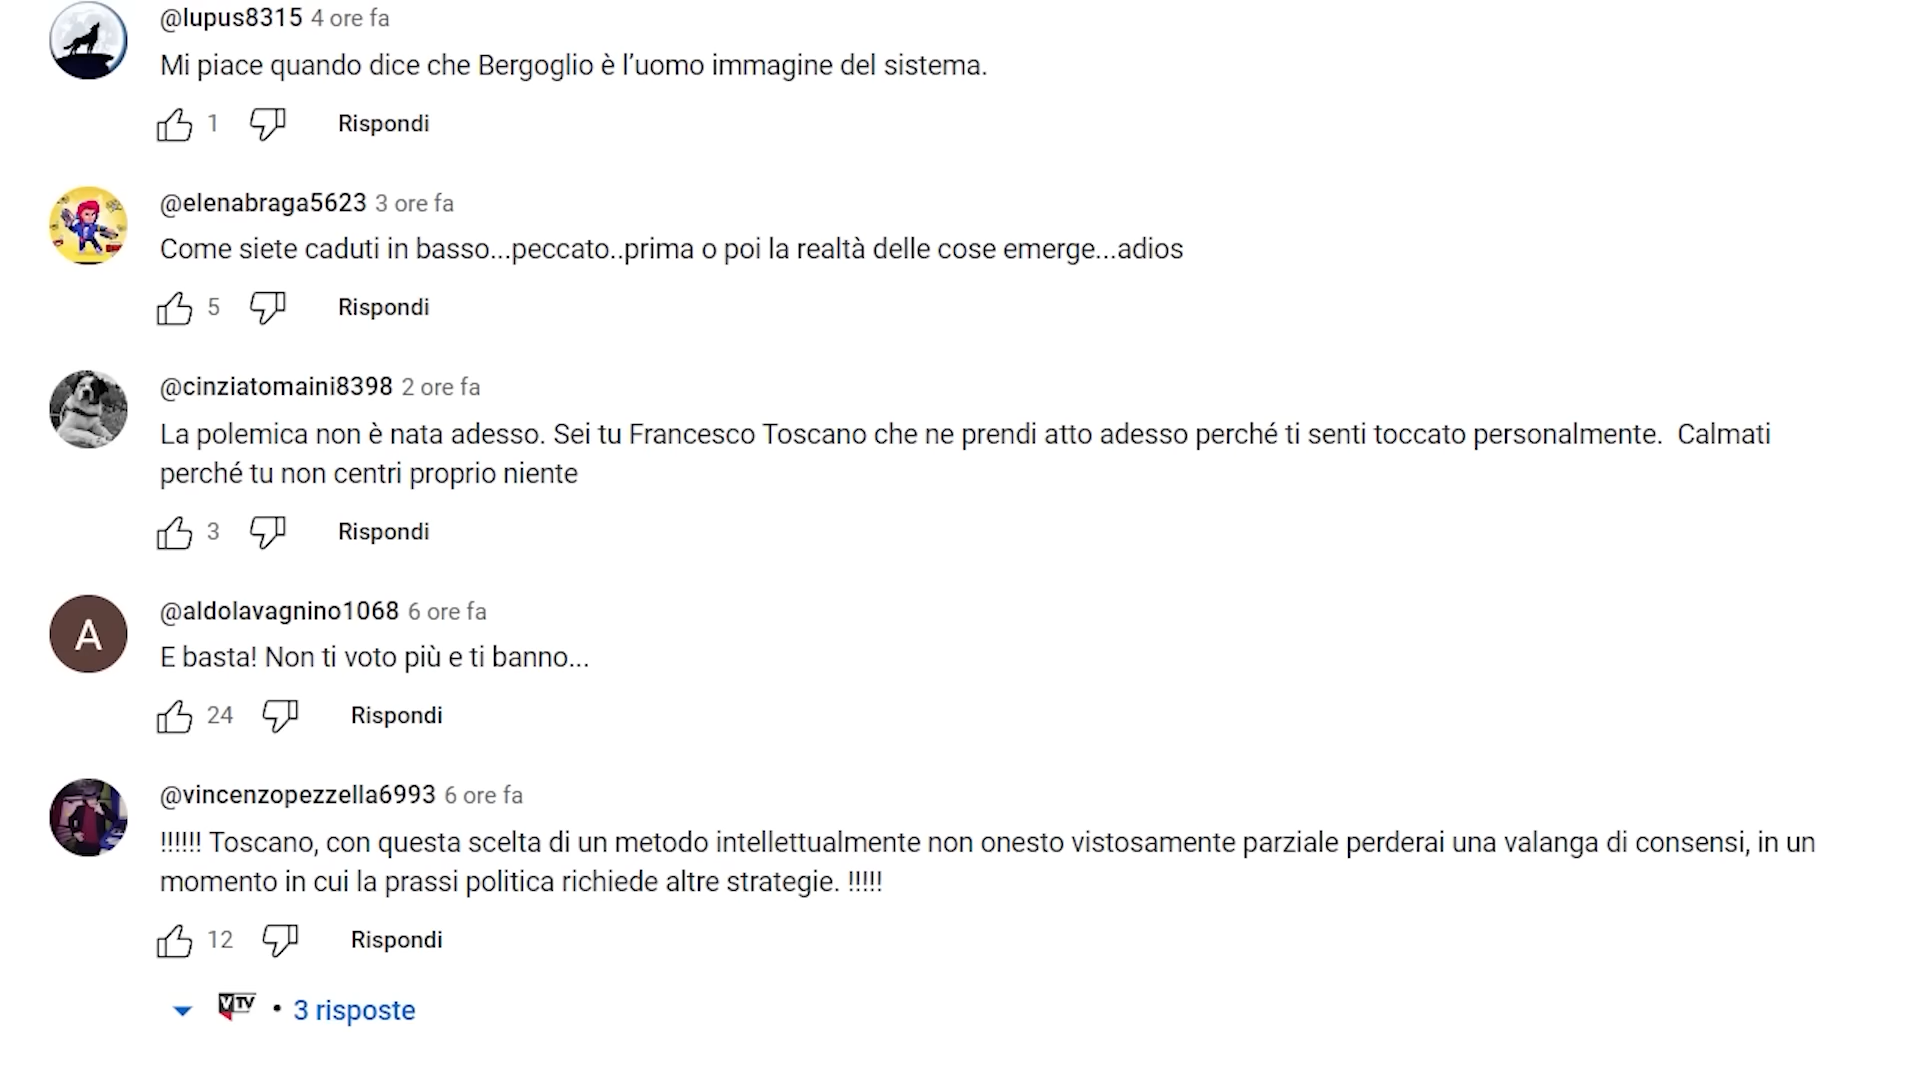 @lupus8315 4 ore fa
Mi piace quando dice che Bergoglio è l’uomo immagine del sistema.
1 Rispondi
@elenabraga5623 3 ore fa
Come siete caduti in basso...peccato..prima o poi la realtà delle cose emerge...adios
5 Rispondi
@cinziatomaini8398 2 ore fa
La polemica non è nata adesso. Sei tu Francesco Toscano che ne prendi atto adesso perché ti senti toccato personalmente.  Calmati
perché tu non centri proprio niente
3 Rispondi
A
@aldolavagnino1068 6 ore fa
E basta! Non ti voto più e ti banno...
24 Rispondi
@vincenzopezzella6993 6 ore fa
!!!!!! Toscano, con questa scelta di un metodo intellettualmente non onesto vistosamente parziale perderai una valanga di consensi, in un
momento in cui la prassi politica richiede altre strategie. !!!!!
12 Rispondi
VTV • 3 risposte